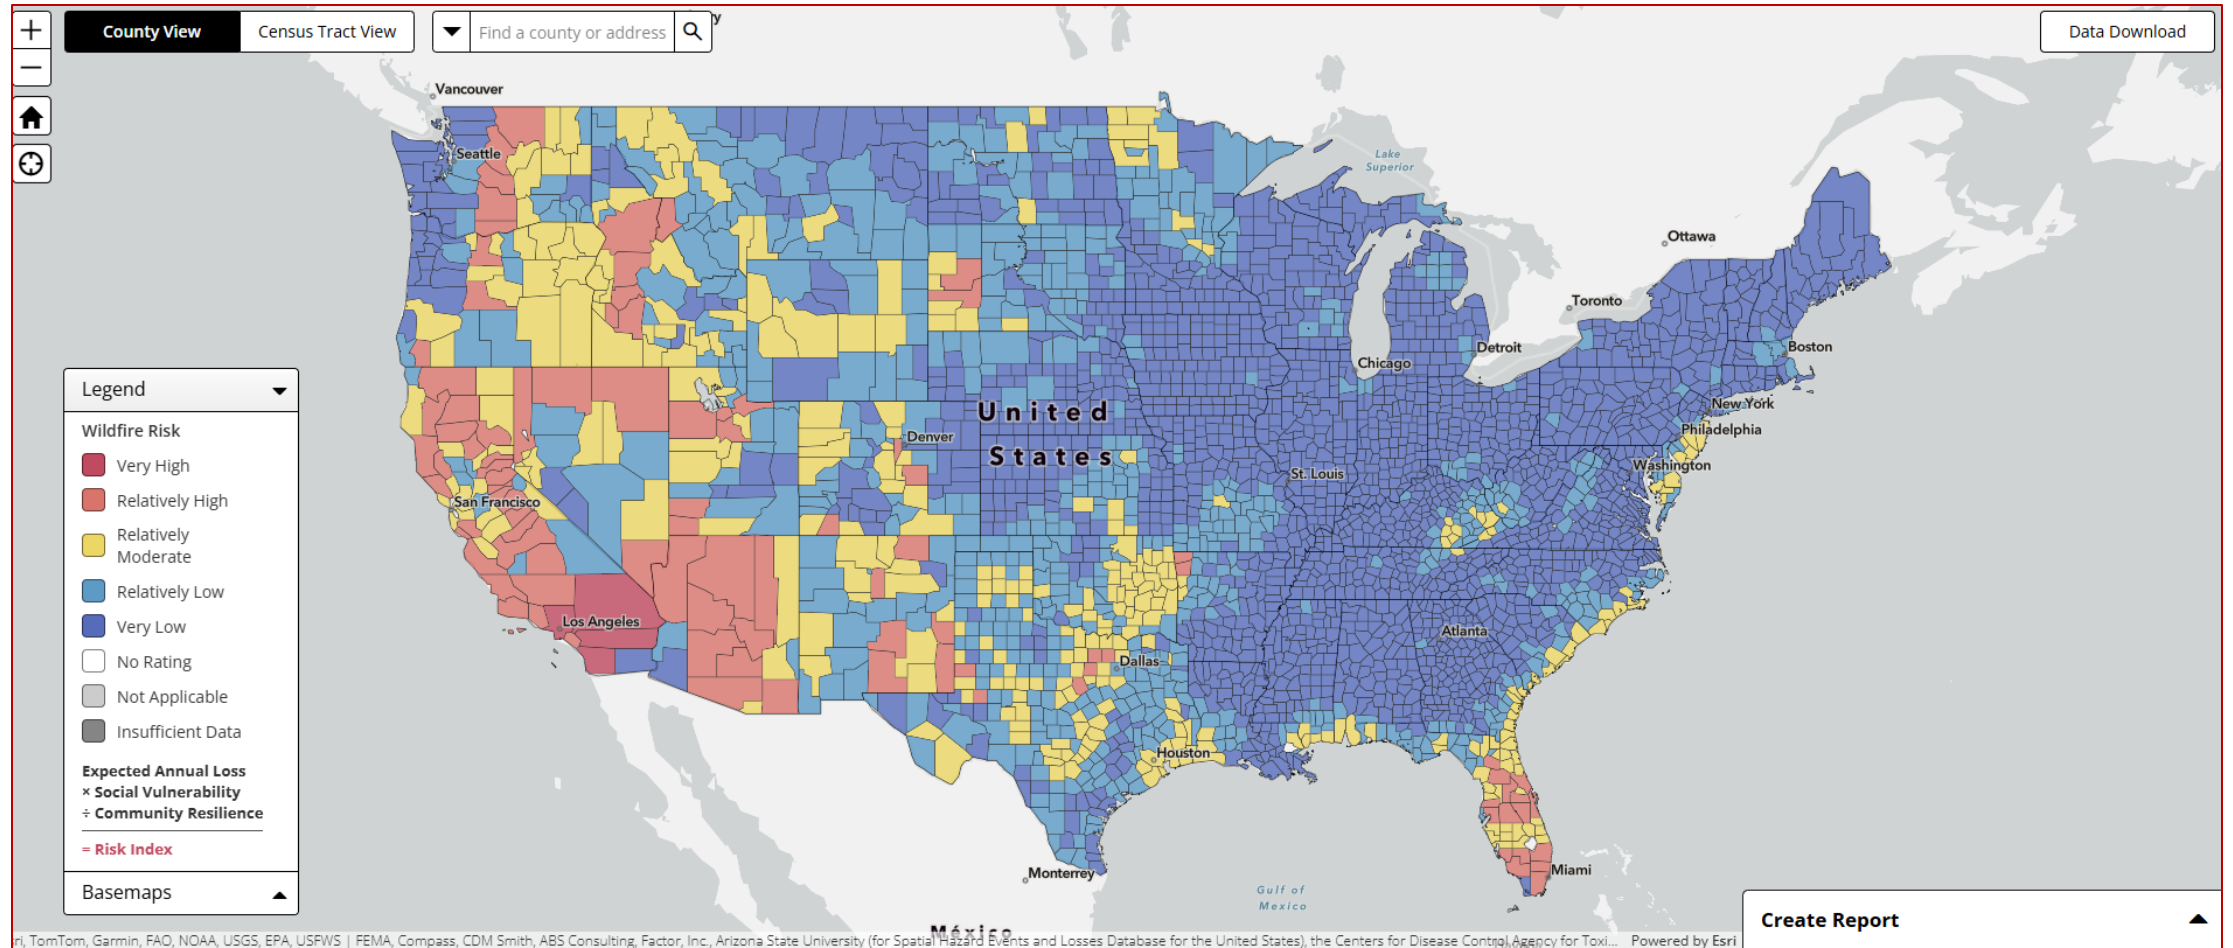 +
County View
Census Tract View
Find a county or address
Data Download
−
Vancouver
Seattle
Lake
Superior
Ottawa
Toronto
Detroit
Boston
Chicago
New York
Philadelphia
Washington
United
States
Denver
St. Louis
San Francisco
Los Angeles
Atlanta
Dallas
Houston
Miami
Monterrey
Gulf of
Mexico
México
Legend
Wildfire Risk
Very High
Relatively High
Relatively
Moderate
Relatively Low
Very Low
No Rating
Not Applicable
Insufficient Data
Expected Annual Loss
× Social Vulnerability
÷ Community Resilience
= Risk Index
Basemaps
Create Report
ri, TomTom, Garmin, FAO, NOAA, USGS, EPA, USFWS | FEMA, Compass, CDM Smith, ABS Consulting, Factor, Inc., Arizona State University (for Spatial Hazard Events and Losses Database for the United States), the Centers for Disease Control Agency for Toxi... Powered by Esri